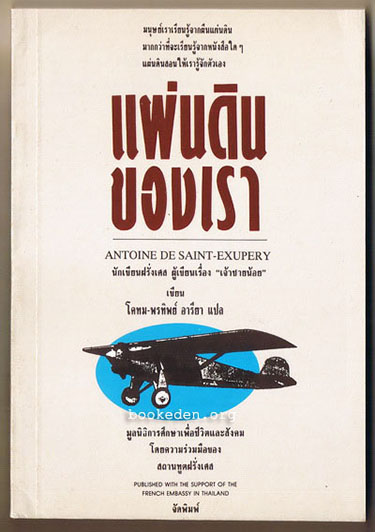 มนุษย์เราเรียนรู้จากผืนแผ่นดิน
มากกว่าที่จะเรียนรู้จากหนังสือใด ๆ
แผ่นดินสอนให้เรารู้จักตัวเอง
แผ่นดิน
ของเรา
ANTOINE DE SAINT-EXUPERY
นักเขียนฝรั่งเศส ผู้เขียนเรื่อง "เจ้าชายน้อย"
เขียน
โคทม-พรทิพย์ อารียา แปล
bookeden.org
มูลนิธิการศึกษาเพื่อชีวิตและสังคม
โดยความร่วมมือของ
สถานทูตฝรั่งเศส
PUBLISHED WITH THE SUPPORT OF THE
FRENCH EMBASSY IN THAILAND
จัดพิมพ์